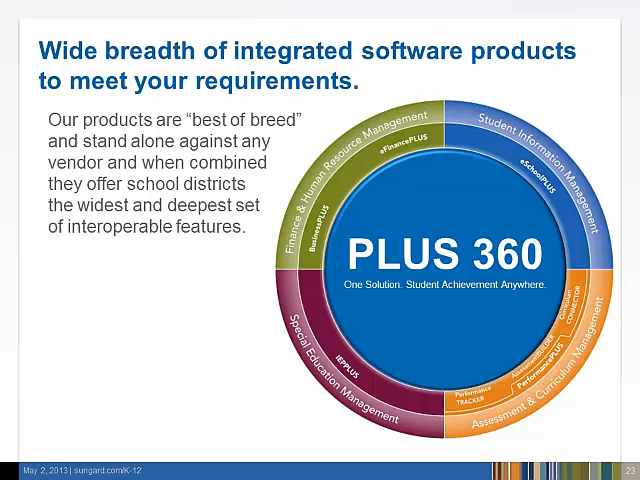 Wide breadth of integrated software products
to meet your requirements.
Our products are “best of breed”
and stand alone against any
vendor and when combined
they offer school districts
the widest and deepest set
of interoperable features.
Finance & Human Resource Management
eFinancePLUS
BusinessPLUS
Student Information Management
eSchoolPLUS
PLUS 360
One Solution. Student Achievement Anywhere.
Special Education Management
IEPPLUS
Curriculum
CONNECTOR
AssessmentBUILDER
PerformancePLUS
Performance
TRACKER
Assessment & Curriculum Management
May 2, 2013 | sungard.com/K-12
23